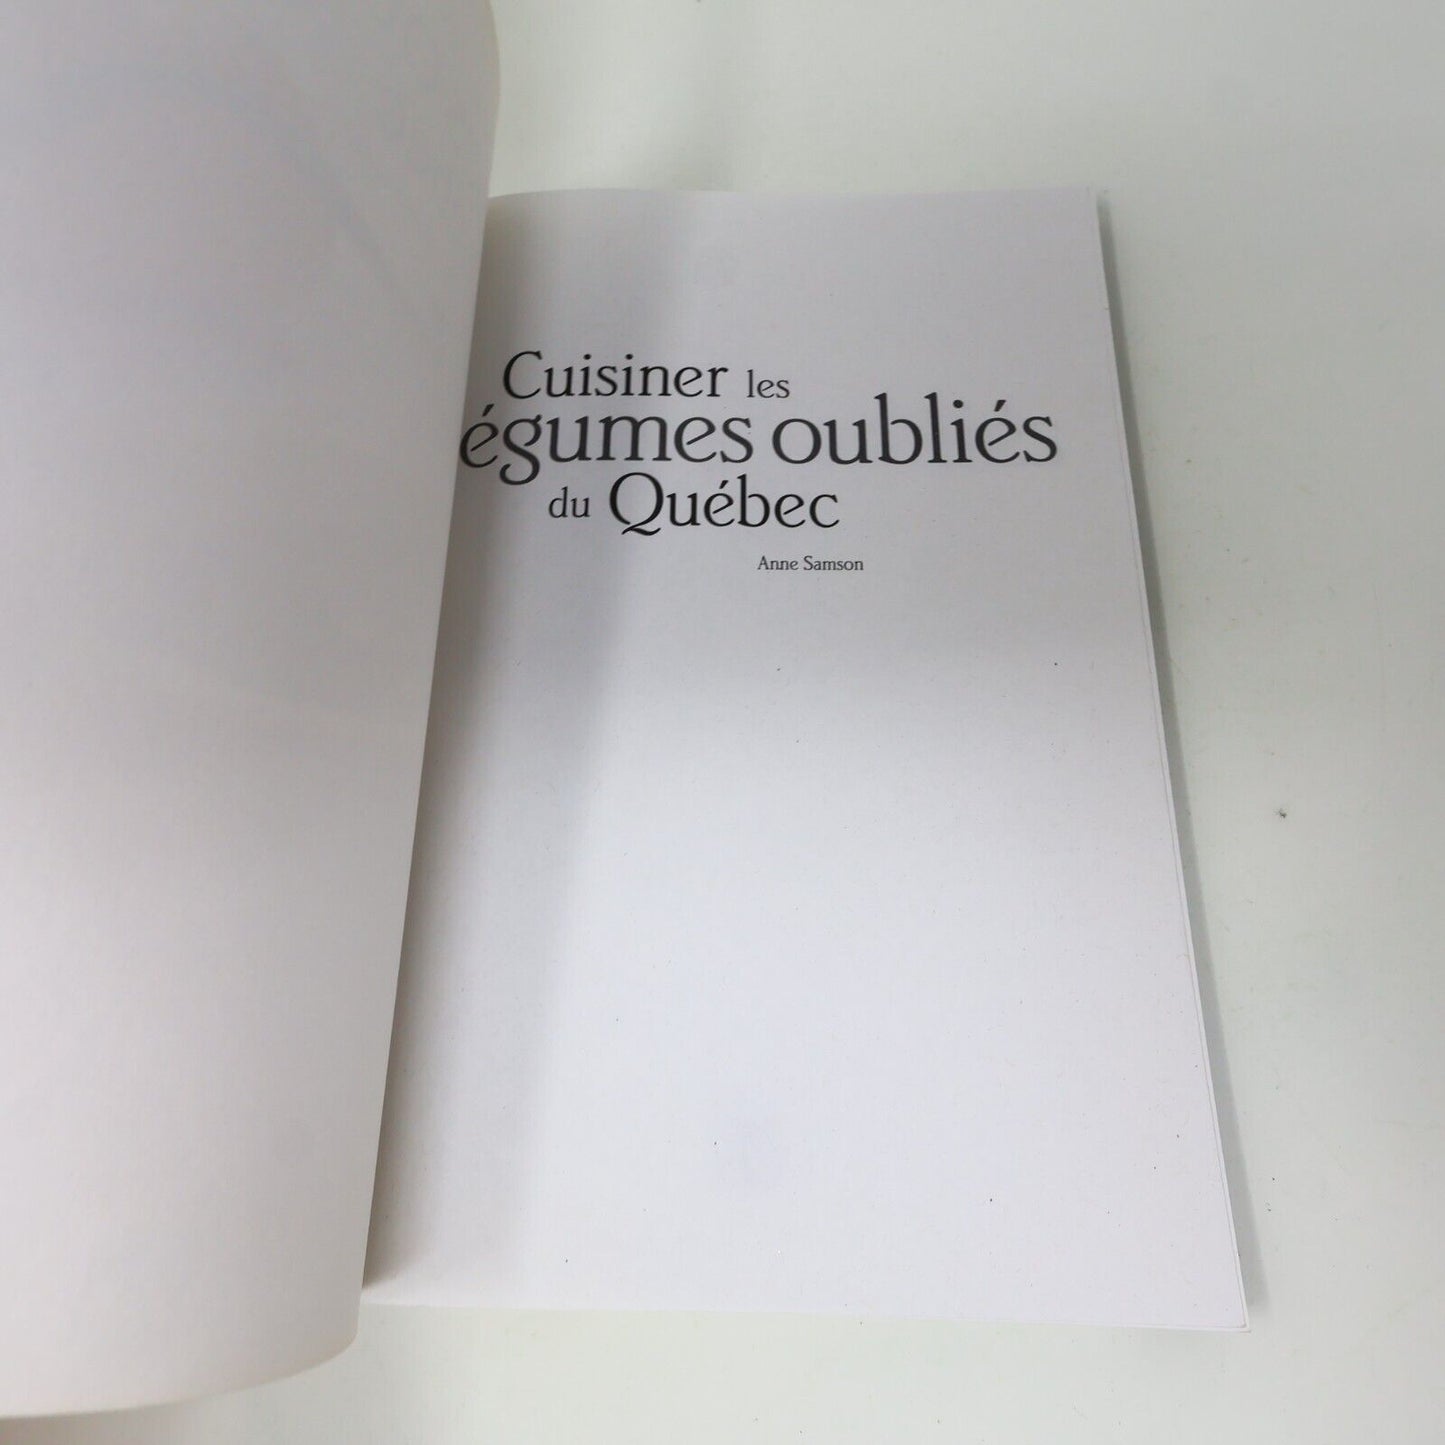 Cuisiner les
égumes oubliés
du Québec
Anne Samson